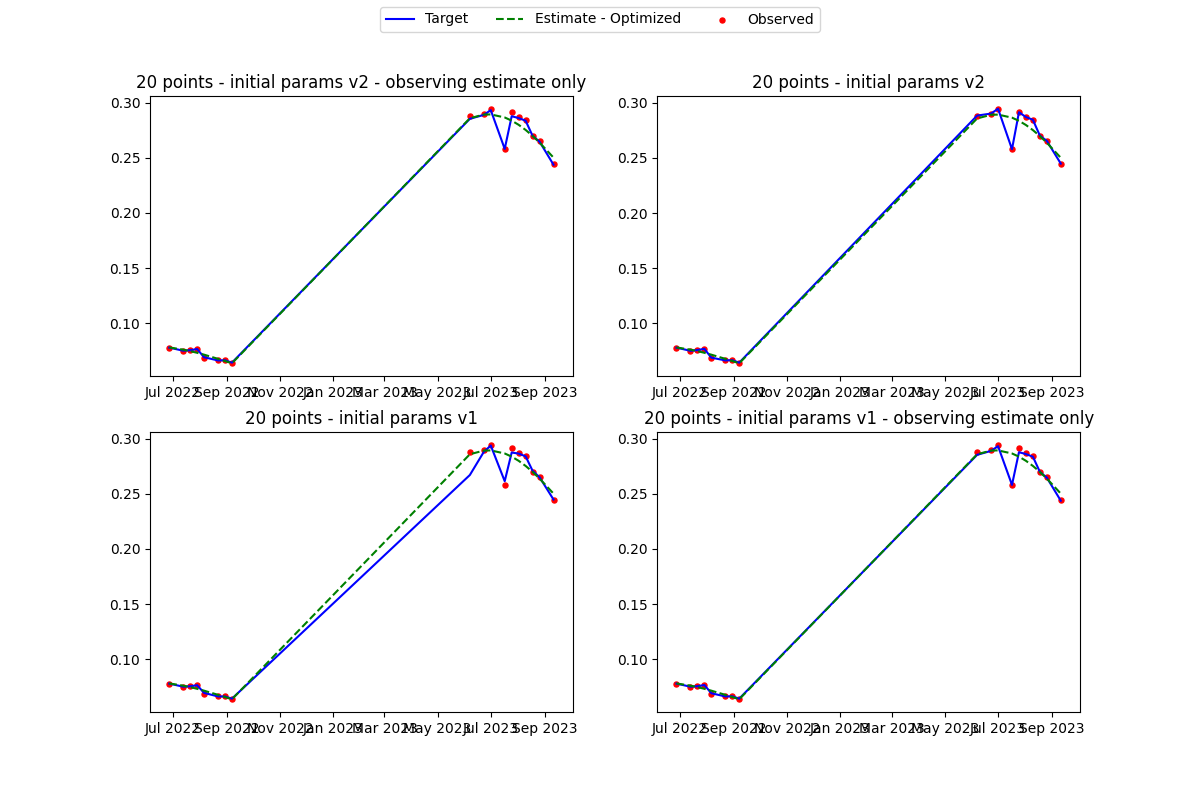 Target Estimate - Optimized Observed
20 points - initial params v2 - observing estimate only
0.30
0.25
0.20
0.15
0.10
Jul 2022 Sep 2022 Nov 2022 Jan 2023 Mar 2023 May 2023 Jul 2023 Sep 2023
20 points - initial params v2
0.30
0.25
0.20
0.15
0.10
Jul 2022 Sep 2022 Nov 2022 Jan 2023 Mar 2023 May 2023 Jul 2023 Sep 2023
20 points - initial params v1
0.30
0.25
0.20
0.15
0.10
Jul 2022 Sep 2022 Nov 2022 Jan 2023 Mar 2023 May 2023 Jul 2023 Sep 2023
20 points - initial params v1 - observing estimate only
0.30
0.25
0.20
0.15
0.10
Jul 2022 Sep 2022 Nov 2022 Jan 2023 Mar 2023 May 2023 Jul 2023 Sep 2023